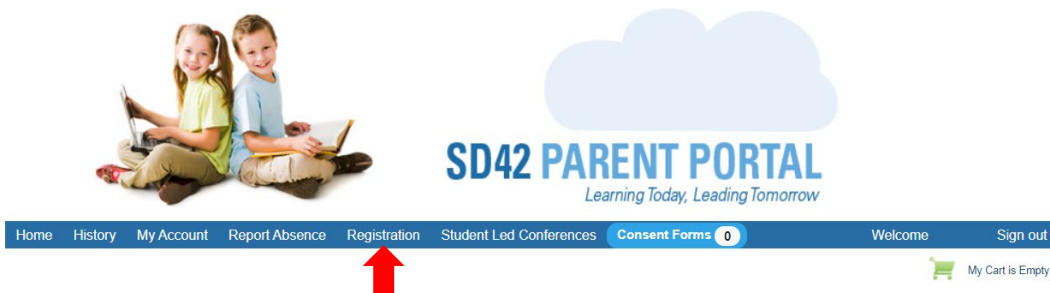 SD42 PARENT PORTAL
Learning Today, Leading Tomorrow
Home History My Account Report Absence Registration Student Led Conferences Consent Forms 0 Welcome Sign out
My Cart is Empty